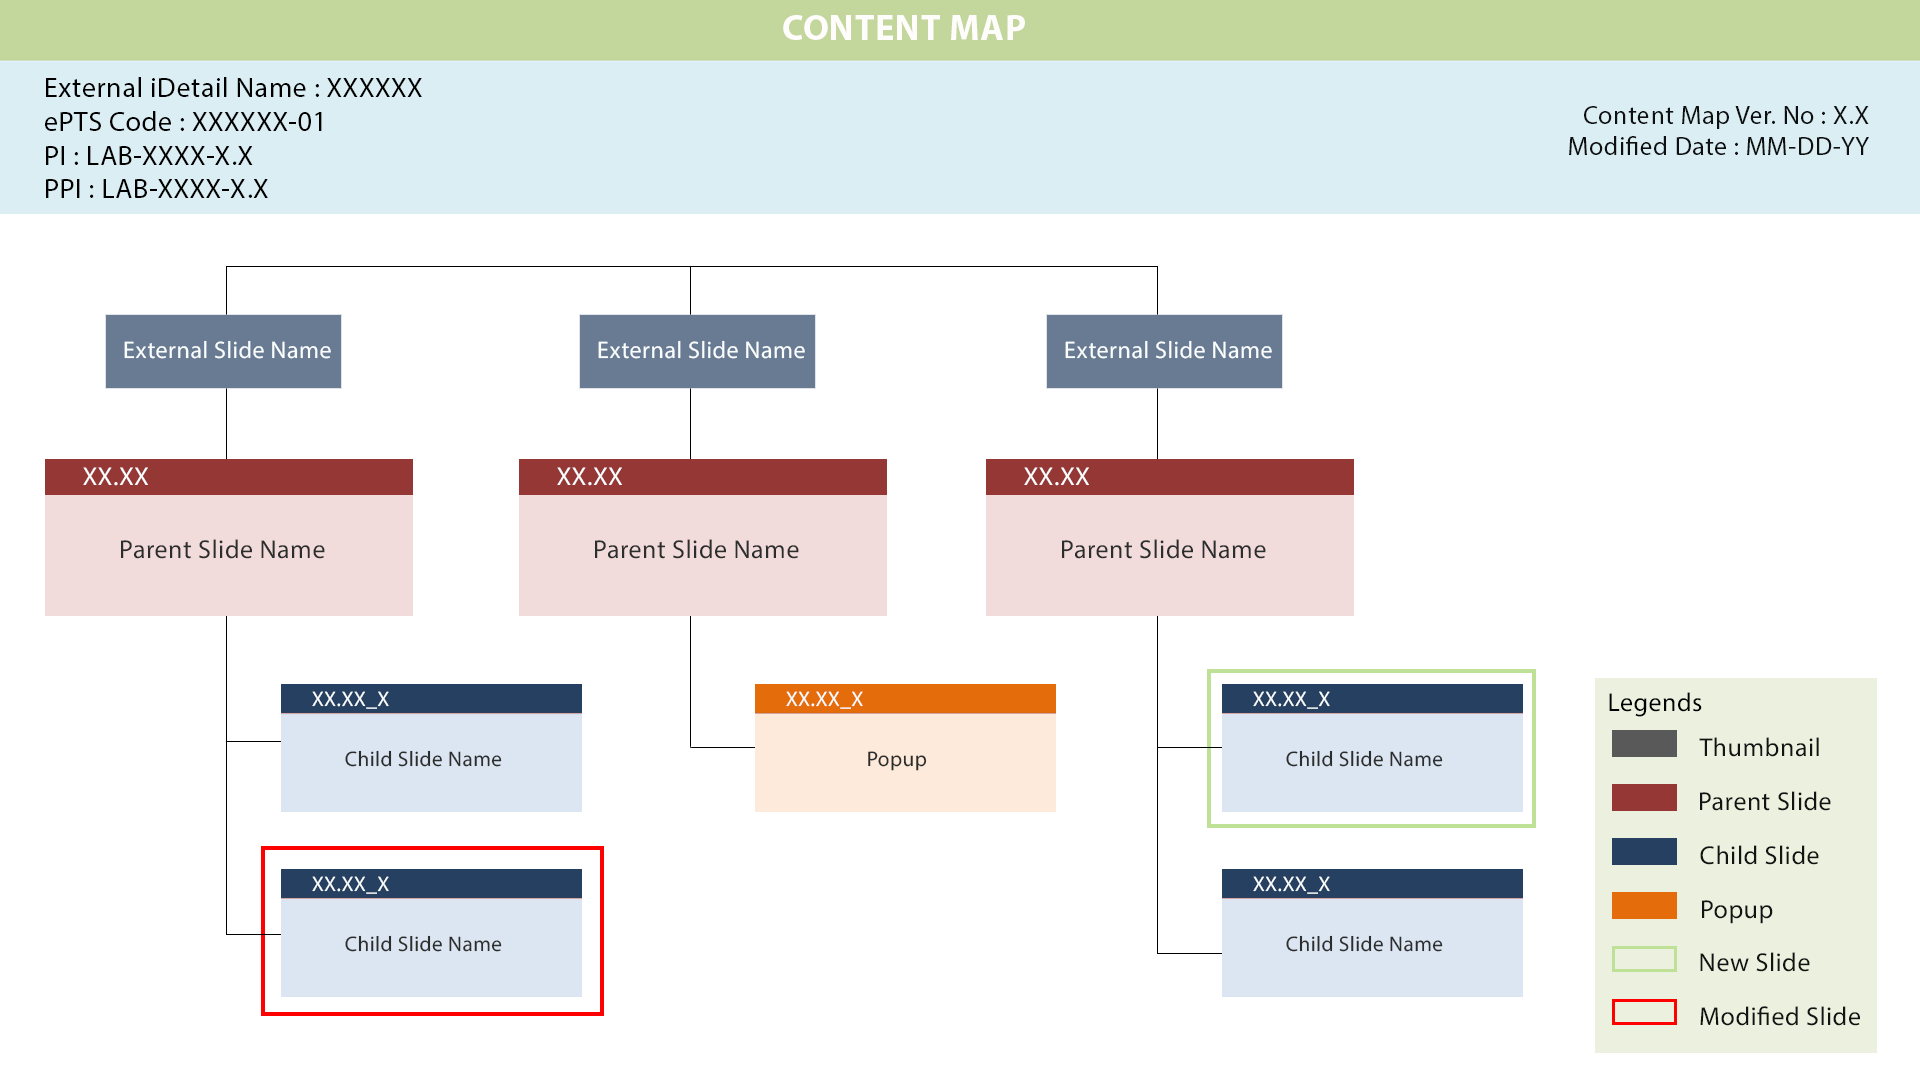 CONTENT MAP
External iDetail Name : XXXXXX
ePTS Code : XXXXXX-01
PI : LAB-XXXX-X.X
PPI : LAB-XXXX-X.X
Content Map Ver. No : X.X
Modified Date : MM-DD-YY
External Slide Name
External Slide Name
External Slide Name
XX.XX
Parent Slide Name
XX.XX
Parent Slide Name
XX.XX
Parent Slide Name
XX.XX_X
Child Slide Name
XX.XX_X
Popup
XX.XX_X
Child Slide Name
XX.XX_X
Child Slide Name
XX.XX_X
Child Slide Name
Legends
Thumbnail
Parent Slide
Child Slide
Popup
New Slide
Modified Slide